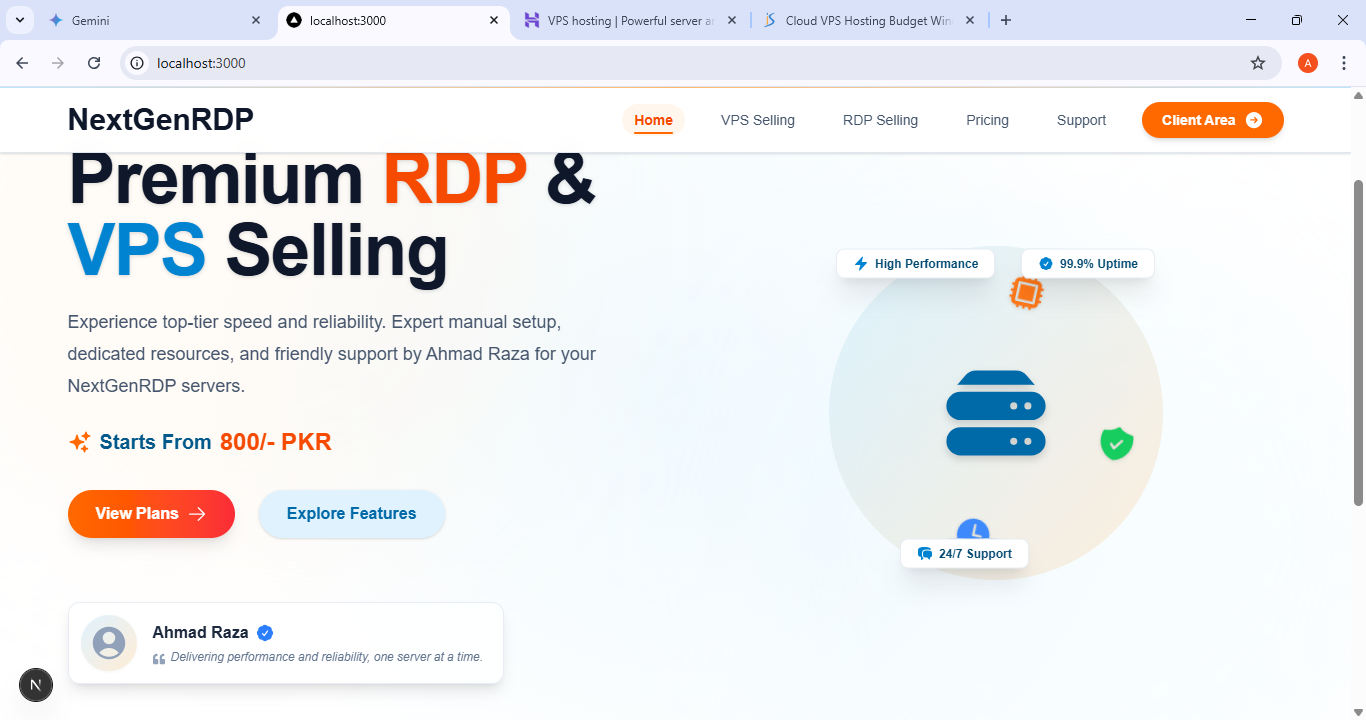 Gemini
localhost:3000
VPS hosting | Powerful server a
Cloud VPS Hosting Budget Win
localhost:3000
A
NextGenRDP
Home
VPS Selling
RDP Selling
Pricing
Support
Client Area
Premium RDP &
VPS Selling
Experience top-tier speed and reliability. Expert manual setup,
dedicated resources, and friendly support by Ahmad Raza for your
NextGenRDP servers.
Starts From 800/- PKR
View Plans
Explore Features
High Performance
99.9% Uptime
24/7 Support
Ahmad Raza
Delivering performance and reliability, one server at a time.
N